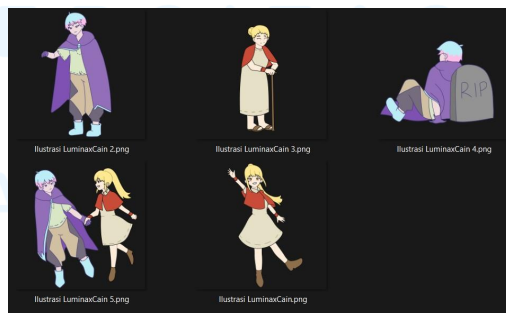 RIP
Ilustrasi LuminaxCain 2.png
Ilustrasi LuminaxCain 3.png
Ilustrasi LuminaxCain 4.png
Ilustrasi LuminaxCain 5.png
Ilustrasi LuminaxCain.png